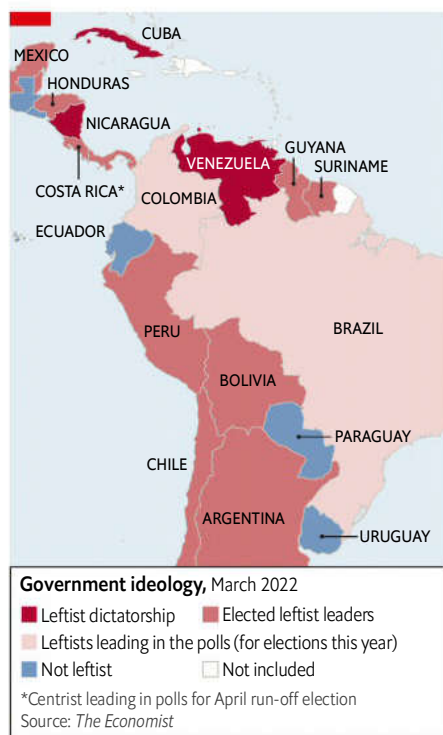 CUBA
MEXICO
HONDURAS
NICARAGUA
VENEZUELA
GUYANA
SURINAME
COSTA RICA*
COLOMBIA
ECUADOR
PERU
BRAZIL
BOLIVIA
PARAGUAY
CHILE
ARGENTINA
URUGUAY
Government ideology, March 2022
Leftist dictatorship Elected leftist leaders
Leftists leading in the polls (for elections this year)
Not leftist Not included
*Centrist leading in polls for April run-off election
Source: The Economist